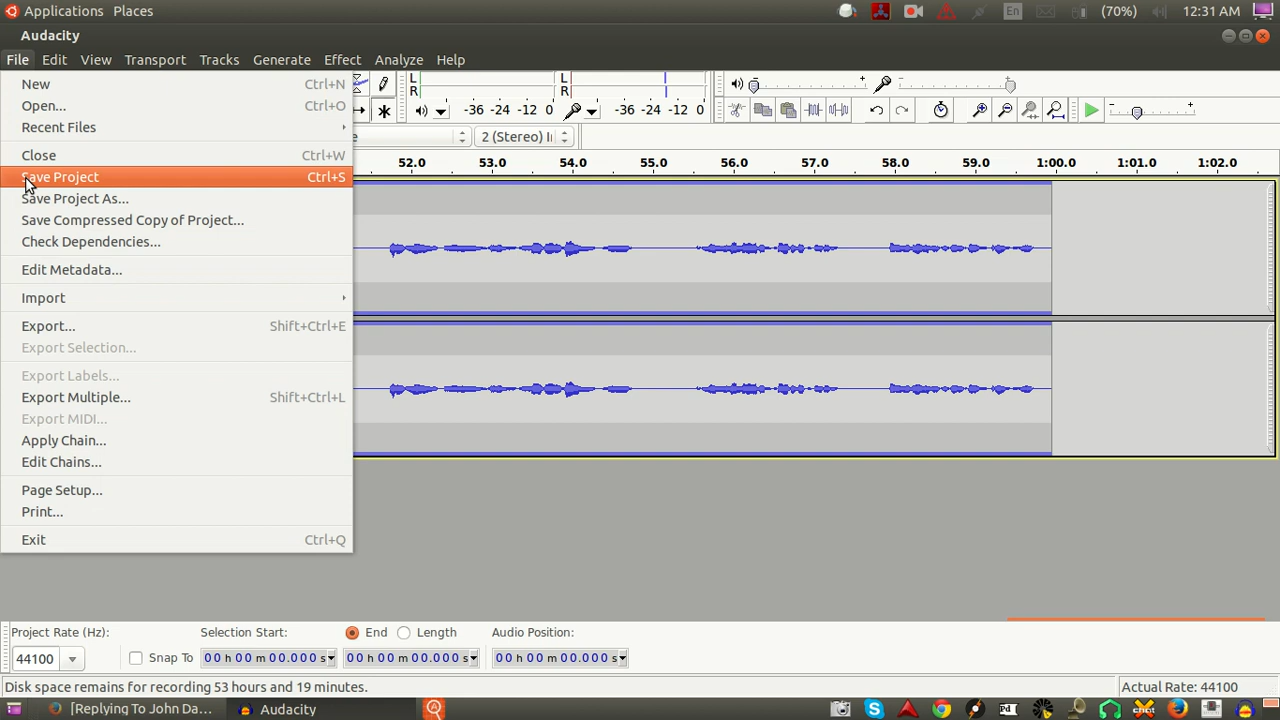 Applications Places En (70%) 12:31 AM
Audacity
File Edit View Transport Tracks Generate Effect Analyze Help
New Ctrl+N
Open... Ctrl+O
Recent Files
Close Ctrl+W
Save Project Ctrl+S
Save Project As...
Save Compressed Copy of Project...
Check Dependencies...
Edit Metadata...
Import
Export... Shift+Ctrl+E
Export Selection...
Export Labels...
Export Multiple... Shift+Ctrl+L
Export MIDI...
Apply Chain...
Edit Chains...
Page Setup...
Print...
Exit Ctrl+Q
L L
R R
-36 -24 -12 0 -36 -24 -12 0
2 (Stereo)
52.0 53.0 54.0 55.0 56.0 57.0 58.0 59.0 1:00.0 1:01.0 1:02.0
Project Rate (Hz): Selection Start: End Length Audio Position:
44100 Snap To 00 h 00 m 00.000 s 00 h 00 m 00.000 s 00 h 00 m 00.000 s
Disk space remains for recording 53 hours and 19 minutes. Actual Rate: 44100
[Replying To John Da... Audacity